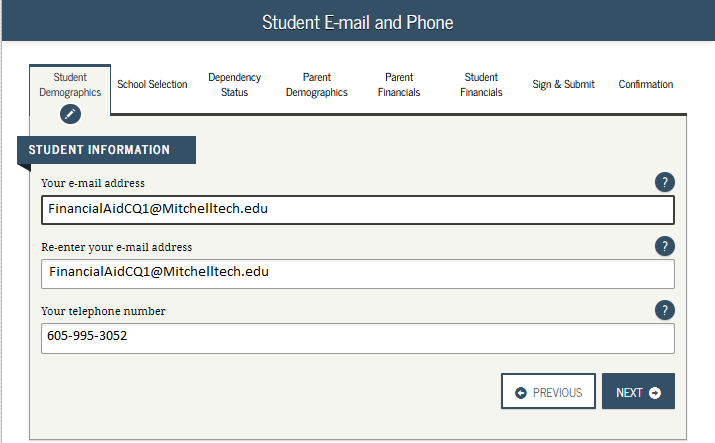 Student E-mail and Phone
Student Demographics
School Selection
Dependency Status
Parent Demographics
Parent Financials
Student Financials
Sign & Submit
Confirmation
STUDENT INFORMATION
Your e-mail address
?
FinancialAidCQ1@Mitchelltech.edu
Re-enter your e-mail address
?
FinancialAidCQ1@Mitchelltech.edu
Your telephone number
?
605-995-3052
PREVIOUS
NEXT